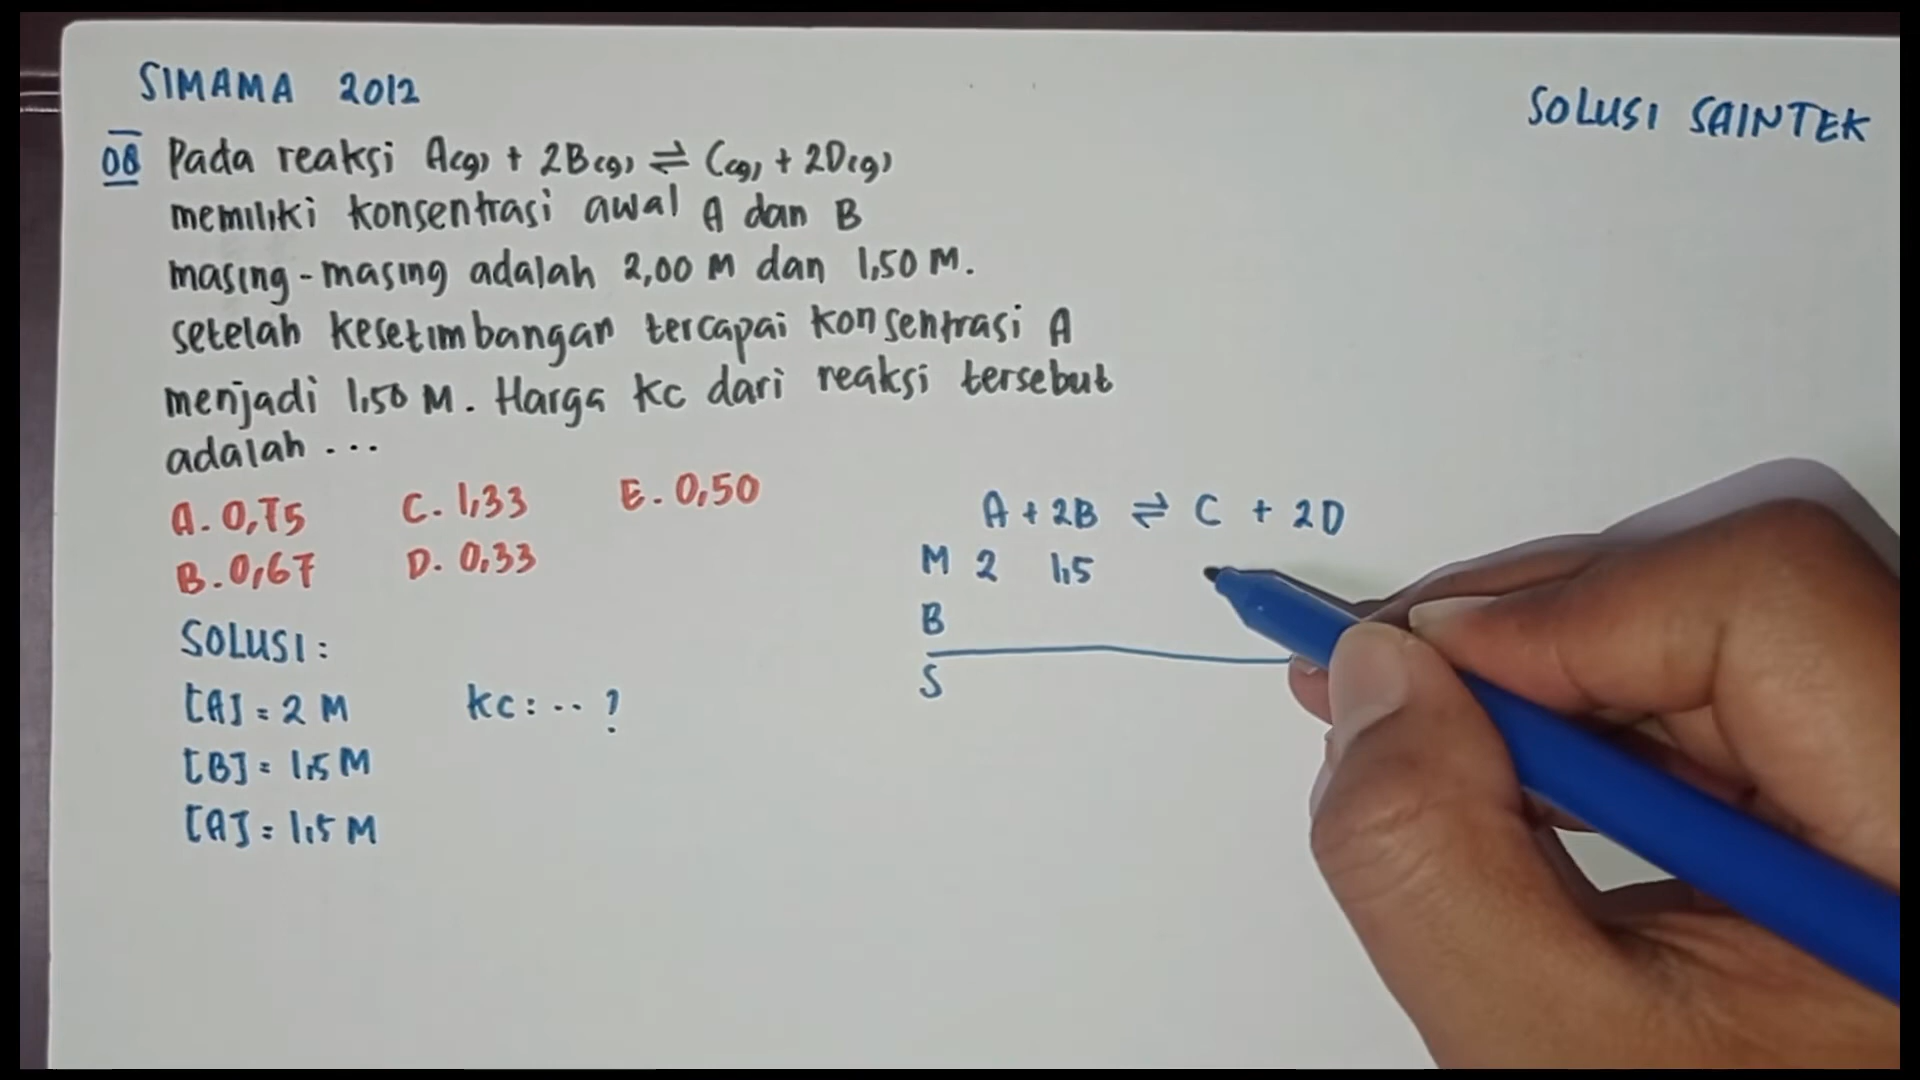 SIMAMA 2012
SOLUSI SAINTEK
08 Pada reaksi A(g) + 2B(g) ⇌ C(g) + 2D(g)
memiliki konsentrasi awal A dan B
masing-masing adalah 2,00 M dan 1,50 M.
setelah kesetimbangan tercapai konsentrasi A
menjadi 1,50 M. Harga Kc dari reaksi tersebut
adalah ...
A. 0,75 C. 1,33 E. 0,50
B. 0,67 D. 0,33
SOLUSI :
[A] = 2 M kc : .. ?
[B] = 1,5 M
[A] = 1,5 M
A + 2B ⇌ C + 2D
M 2 1,5
B
S